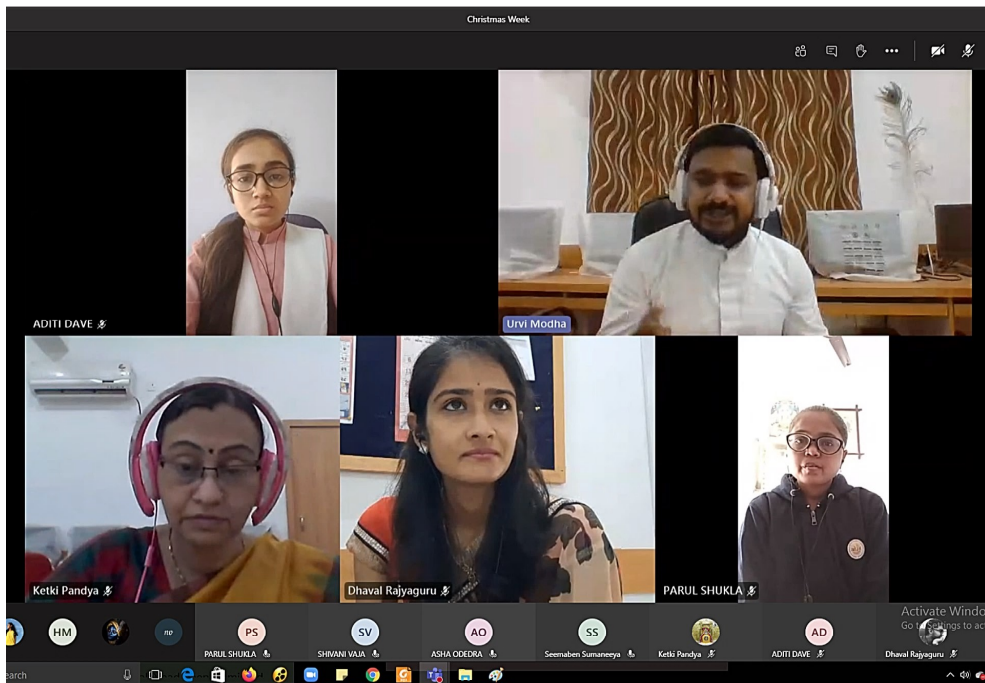 Christmas Week
ADITI DAVE
Urvi Modha
Ketki Pandya
Dhaval Rajyaguru
PARUL SHUKLA
Activate Windo
Go to Settings to act
HM
nv
PS
SV
AO
SS
AD
PARUL SHUKLA
SHIVANI VAJA
ASHA ODEDRA
Seemaben Sumaneeya
Ketki Pandya
ADITI DAVE
Dhaval Rajyaguru
earch